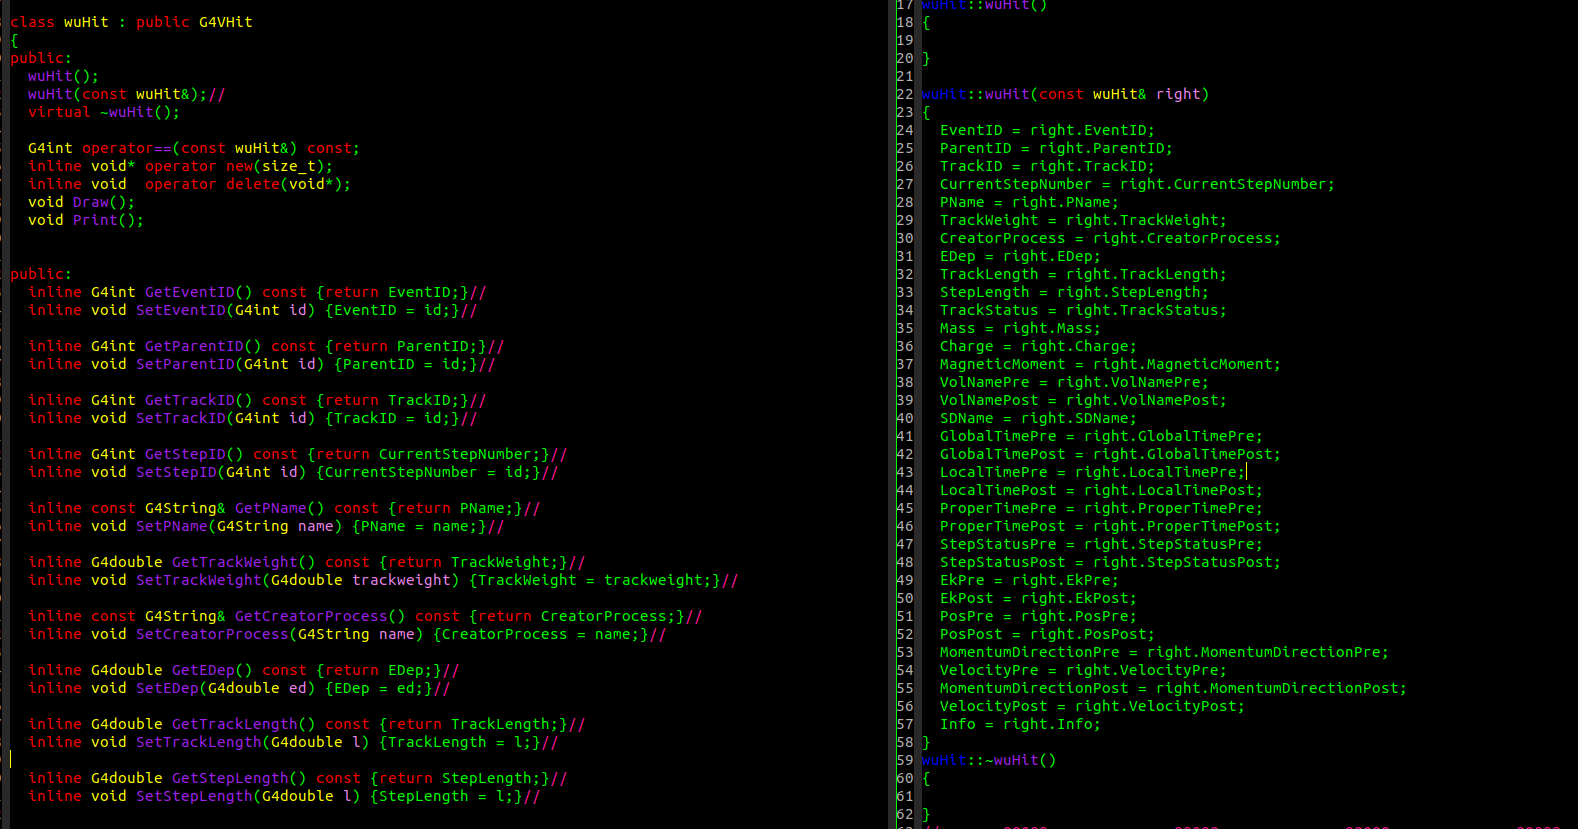 class wuHit : public G4VHit
{
public:
  wuHit();
  wuHit(const wuHit&);//
  virtual ~wuHit();

  G4int operator==(const wuHit&) const;
  inline void* operator new(size_t);
  inline void  operator delete(void*);
  void Draw();
  void Print();

public:
  inline G4int GetEventID() const {return EventID;}//
  inline void SetEventID(G4int id) {EventID = id;}//

  inline G4int GetParentID() const {return ParentID;}//
  inline void SetParentID(G4int id) {ParentID = id;}//

  inline G4int GetTrackID() const {return TrackID;}//
  inline void SetTrackID(G4int id) {TrackID = id;}//

  inline G4int GetStepID() const {return CurrentStepNumber;}//
  inline void SetStepID(G4int id) {CurrentStepNumber = id;}//

  inline const G4String& GetPName() const {return PName;}//
  inline void SetPName(G4String name) {PName = name;}//

  inline G4double GetTrackWeight() const {return TrackWeight;}//
  inline void SetTrackWeight(G4double trackweight) {TrackWeight = trackweight;}//

  inline const G4String& GetCreatorProcess() const {return CreatorProcess;}//
  inline void SetCreatorProcess(G4String name) {CreatorProcess = name;}//

  inline G4double GetEDep() const {return EDep;}//
  inline void SetEDep(G4double ed) {EDep = ed;}//

  inline G4double GetTrackLength() const {return TrackLength;}//
  inline void SetTrackLength(G4double l) {TrackLength = l;}//

  inline G4double GetStepLength() const {return StepLength;}//
  inline void SetStepLength(G4double l) {StepLength = l;}//

17 wuHit::wuHit()
18 {
19
20 }
21
22 wuHit::wuHit(const wuHit& right)
23 {
24   EventID = right.EventID;
25   ParentID = right.ParentID;
26   TrackID = right.TrackID;
27   CurrentStepNumber = right.CurrentStepNumber;
28   PName = right.PName;
29   TrackWeight = right.TrackWeight;
30   CreatorProcess = right.CreatorProcess;
31   EDep = right.EDep;
32   TrackLength = right.TrackLength;
33   StepLength = right.StepLength;
34   TrackStatus = right.TrackStatus;
35   Mass = right.Mass;
36   Charge = right.Charge;
37   MagneticMoment = right.MagneticMoment;
38   VolNamePre = right.VolNamePre;
39   VolNamePost = right.VolNamePost;
40   SDName = right.SDName;
41   GlobalTimePre = right.GlobalTimePre;
42   GlobalTimePost = right.GlobalTimePost;
43   LocalTimePre = right.LocalTimePre;
44   LocalTimePost = right.LocalTimePost;
45   ProperTimePre = right.ProperTimePre;
46   ProperTimePost = right.ProperTimePost;
47   StepStatusPre = right.StepStatusPre;
48   StepStatusPost = right.StepStatusPost;
49   EkPre = right.EkPre;
50   EkPost = right.EkPost;
51   PosPre = right.PosPre;
52   PosPost = right.PosPost;
53   MomentumDirectionPre = right.MomentumDirectionPre;
54   VelocityPre = right.VelocityPre;
55   MomentumDirectionPost = right.MomentumDirectionPost;
56   VelocityPost = right.VelocityPost;
57   Info = right.Info;
58 }
59 wuHit::~wuHit()
60 {
61
62 }